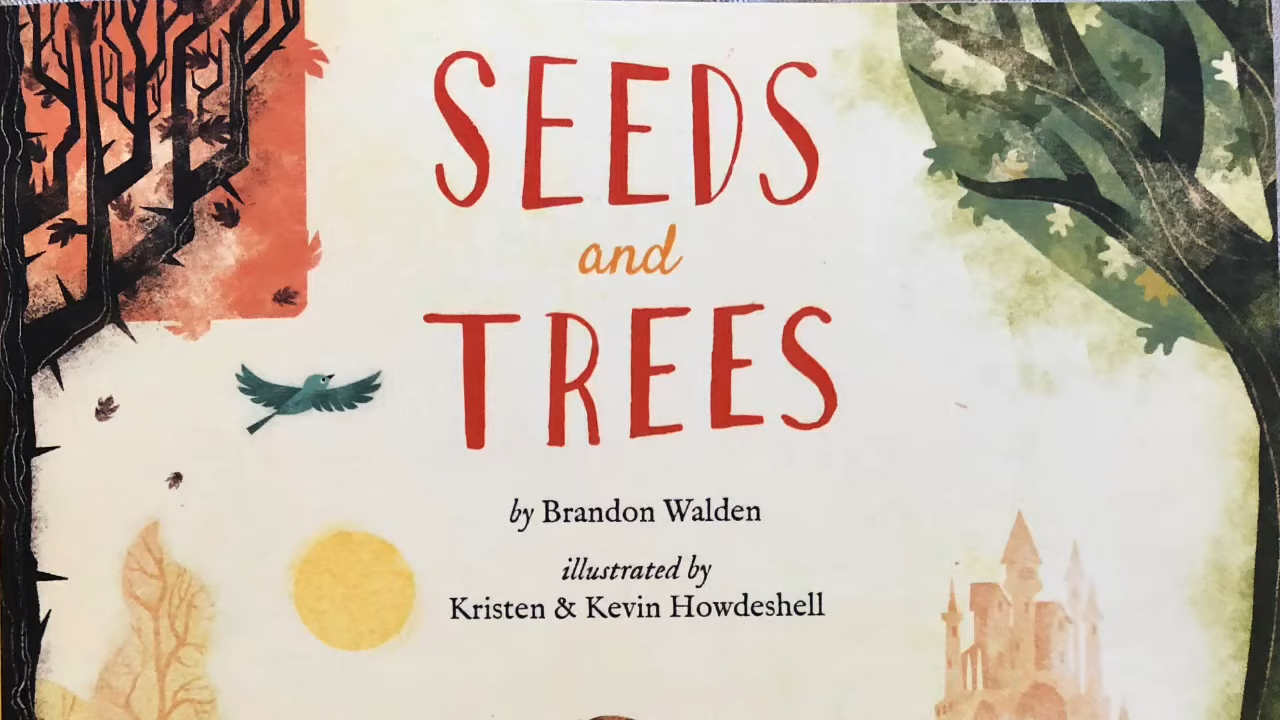 SEEDS
and
TREES
by Brandon Walden
illustrated by
Kristen & Kevin Howdeshell